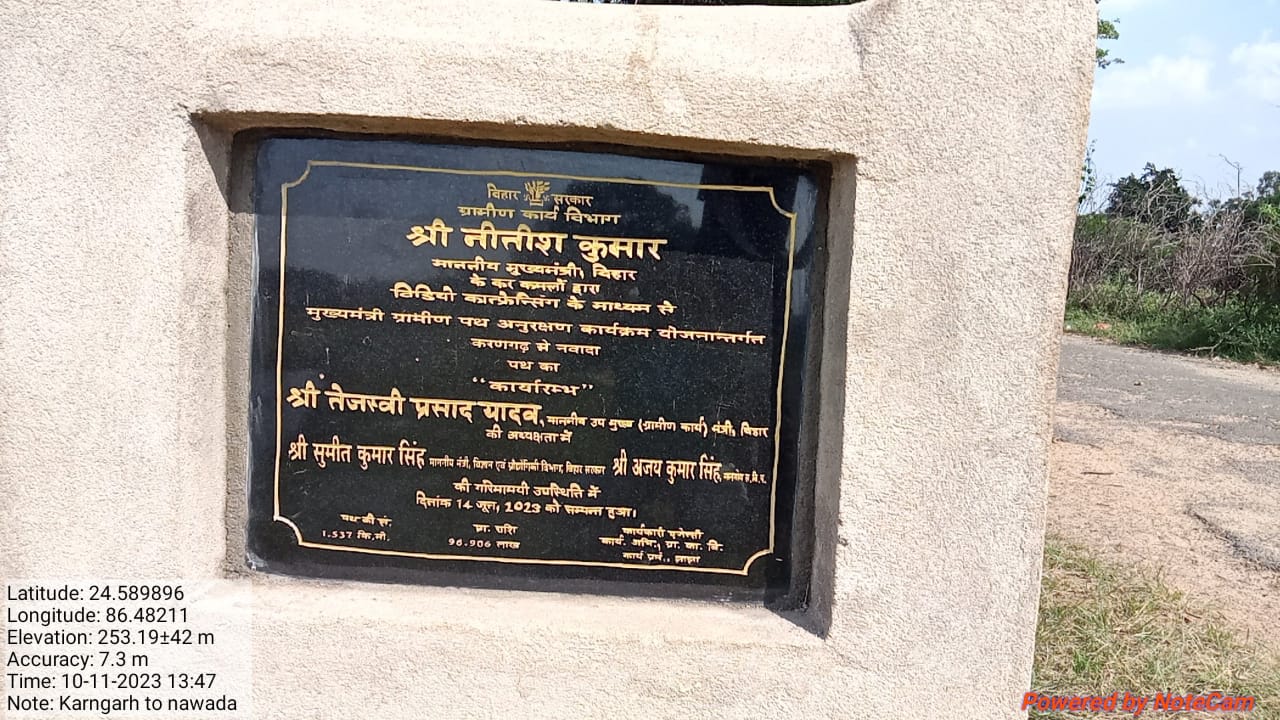 बिहार सरकार
ग्रामीण कार्य विभाग
श्री नीतीश कुमार
माननीय मुख्यमंत्री, बिहार
के कर कमलों द्वारा
विडियो कान्फ्रेन्सिंग के माध्यम से
मुख्यमंत्री ग्रामीण पथ अनुरक्षण कार्यक्रम योजनान्तर्गत
करणगढ़ से नवादा
पथ का
“कार्यारम्भ”
श्री तेजस्वी प्रसाद यादव, माननीय उप मुख्य (ग्रामीण कार्य) मंत्री, बिहार
की अध्यक्षता में
श्री सुमीत कुमार सिंह माननीय मंत्री, विज्ञान एवं प्रौद्योगिकी विभाग, बिहार सरकार श्री अजय कुमार सिंह,
की गरिमामयी उपस्थिति में
दिनांक 14 जून, 2023 को सम्पन्न हुआ।
पथ की लं. प्रा. राशि कार्यकारी एजेन्सी
1.537 कि.मी. 96.906 लाख कार्य. अभि., ग्रा. का. वि.
कार्य प्रमं., झाझा
Latitude: 24.589896
Longitude: 86.48211
Elevation: 253.19±42 m
Accuracy: 7.3 m
Time: 10-11-2023 13:47
Note: Karngarh to nawada
Powered by NoteCam